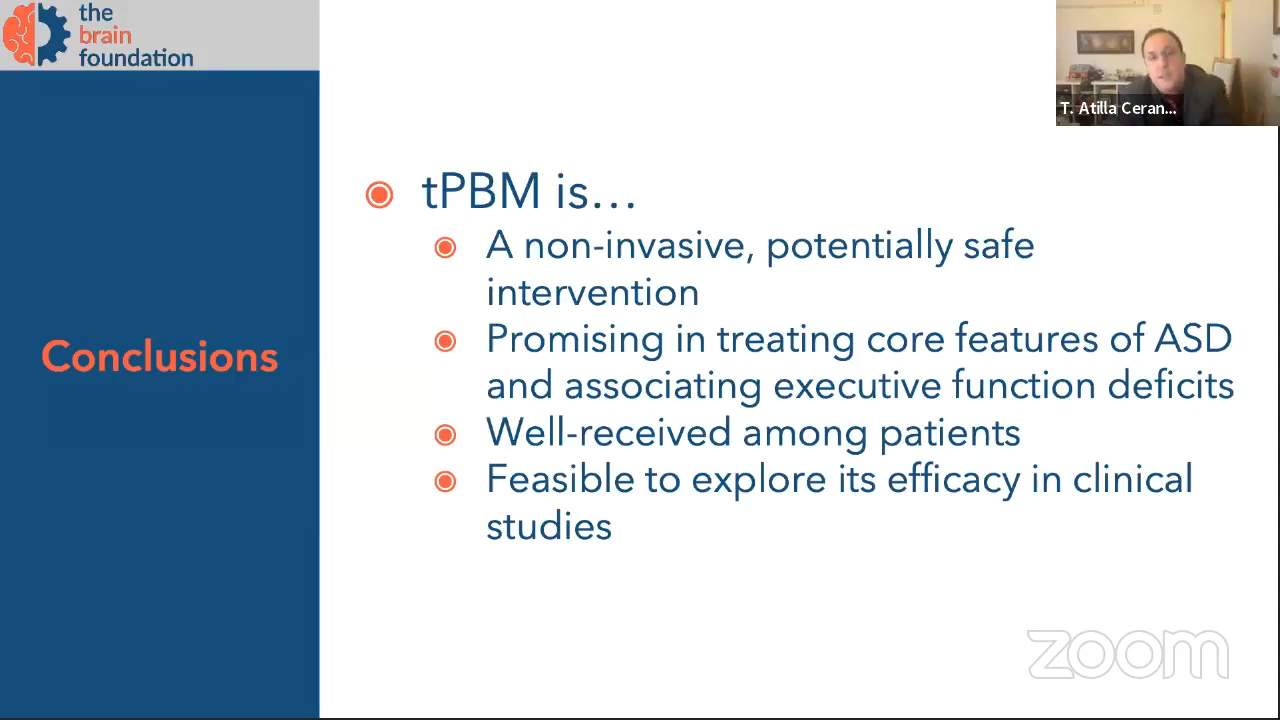 the
brain
foundation
T. Atilla Ceran...
Conclusions
tPBM is…
A non-invasive, potentially safe
intervention
Promising in treating core features of ASD
and associating executive function deficits
Well-received among patients
Feasible to explore its efficacy in clinical
studies
zoom